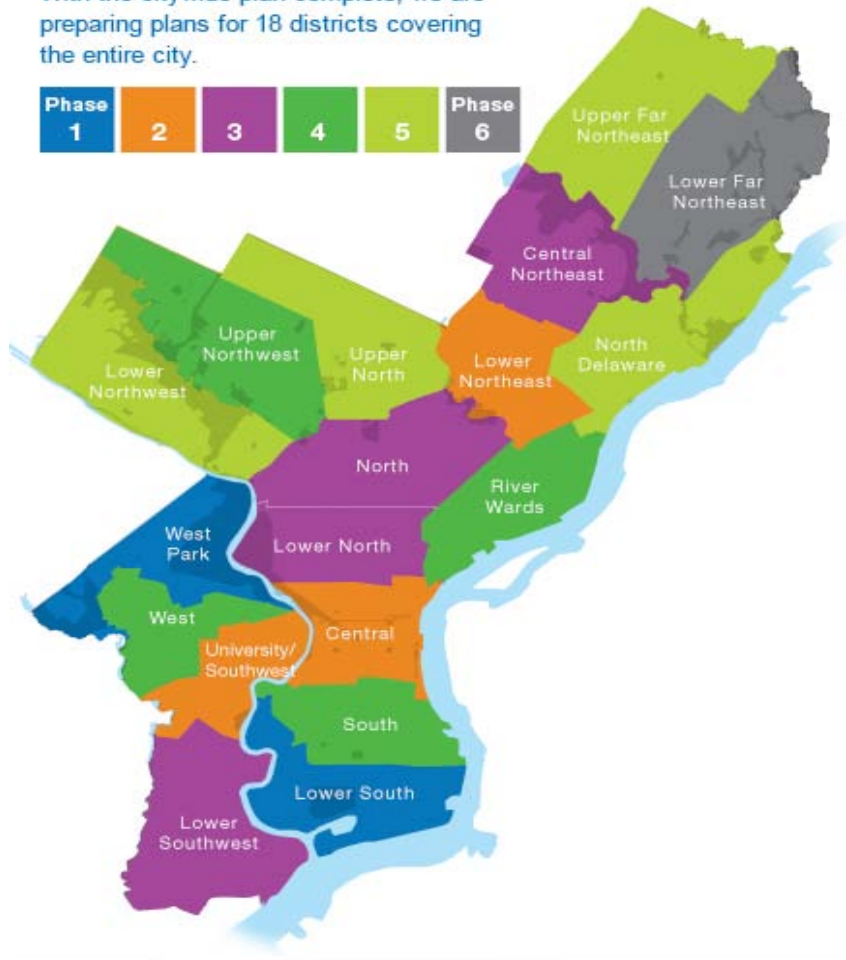 preparing plans for 18 districts covering
the entire city.
Phase
1
2
3
4
5
Phase
6
Upper Far
Northeast
Lower Far
Northeast
Central
Northeast
Upper
Northwest
Lower
Northwest
Upper
North
Lower
Northeast
North
Delaware
North
River
Wards
West
Park
Lower North
West
University/
Southwest
Central
South
Lower South
Lower
Southwest